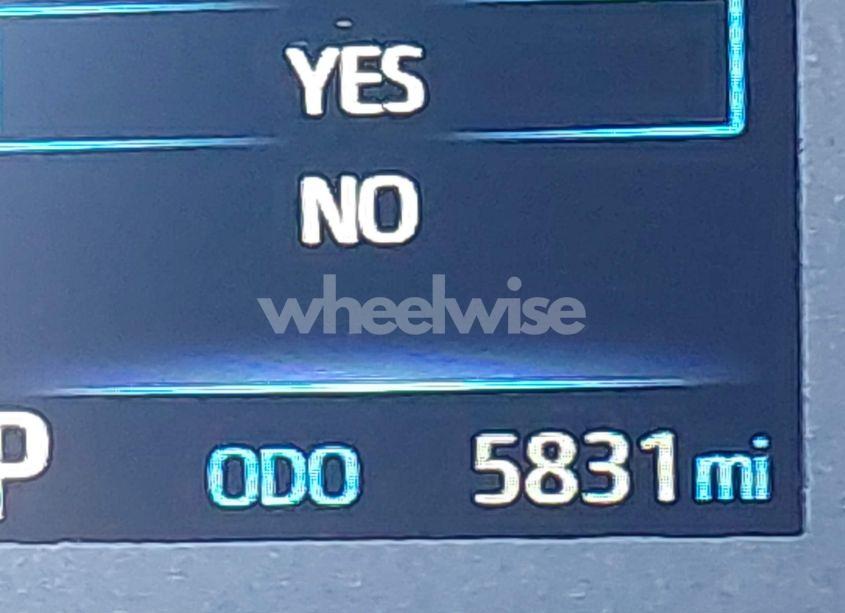 YES
NO
wheelwise
P
ODO 5831 mi